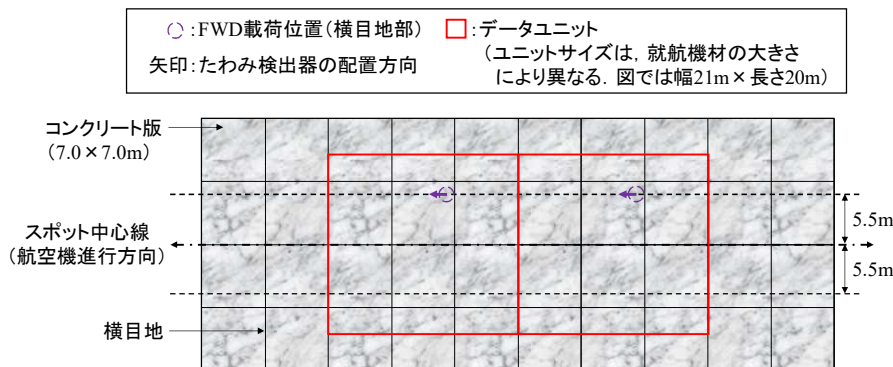 :FWD載荷位置(横目地部)
:データユニット
(ユニットサイズは，就航機材の大きさ
により異なる．図では幅21m×長さ20m)
矢印:たわみ検出器の配置方向
コンクリート版
(7.0×7.0m)
スポット中心線
(航空機進行方向)
5.5m
5.5m
横目地